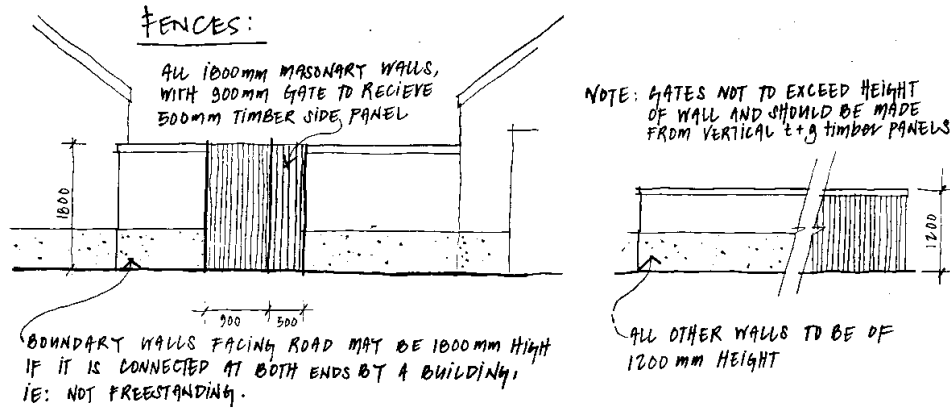 FENCES:
ALL 1800mm MASONARY WALLS,
WITH 900mm GATE TO RECIEVE
500mm TIMBER SIDE PANEL
1800
900
500
BOUNDARY WALLS FACING ROAD MAY BE 1800mm HIGH
IF IT IS CONNECTED AT BOTH ENDS BY A BUILDING,
IE: NOT FREESTANDING.
NOTE: GATES NOT TO EXCEED HEIGHT
OF WALL AND SHOULD BE MADE
FROM VERTICAL t+g timber PANELS
1200
ALL OTHER WALLS TO BE OF
1200 mm HEIGHT